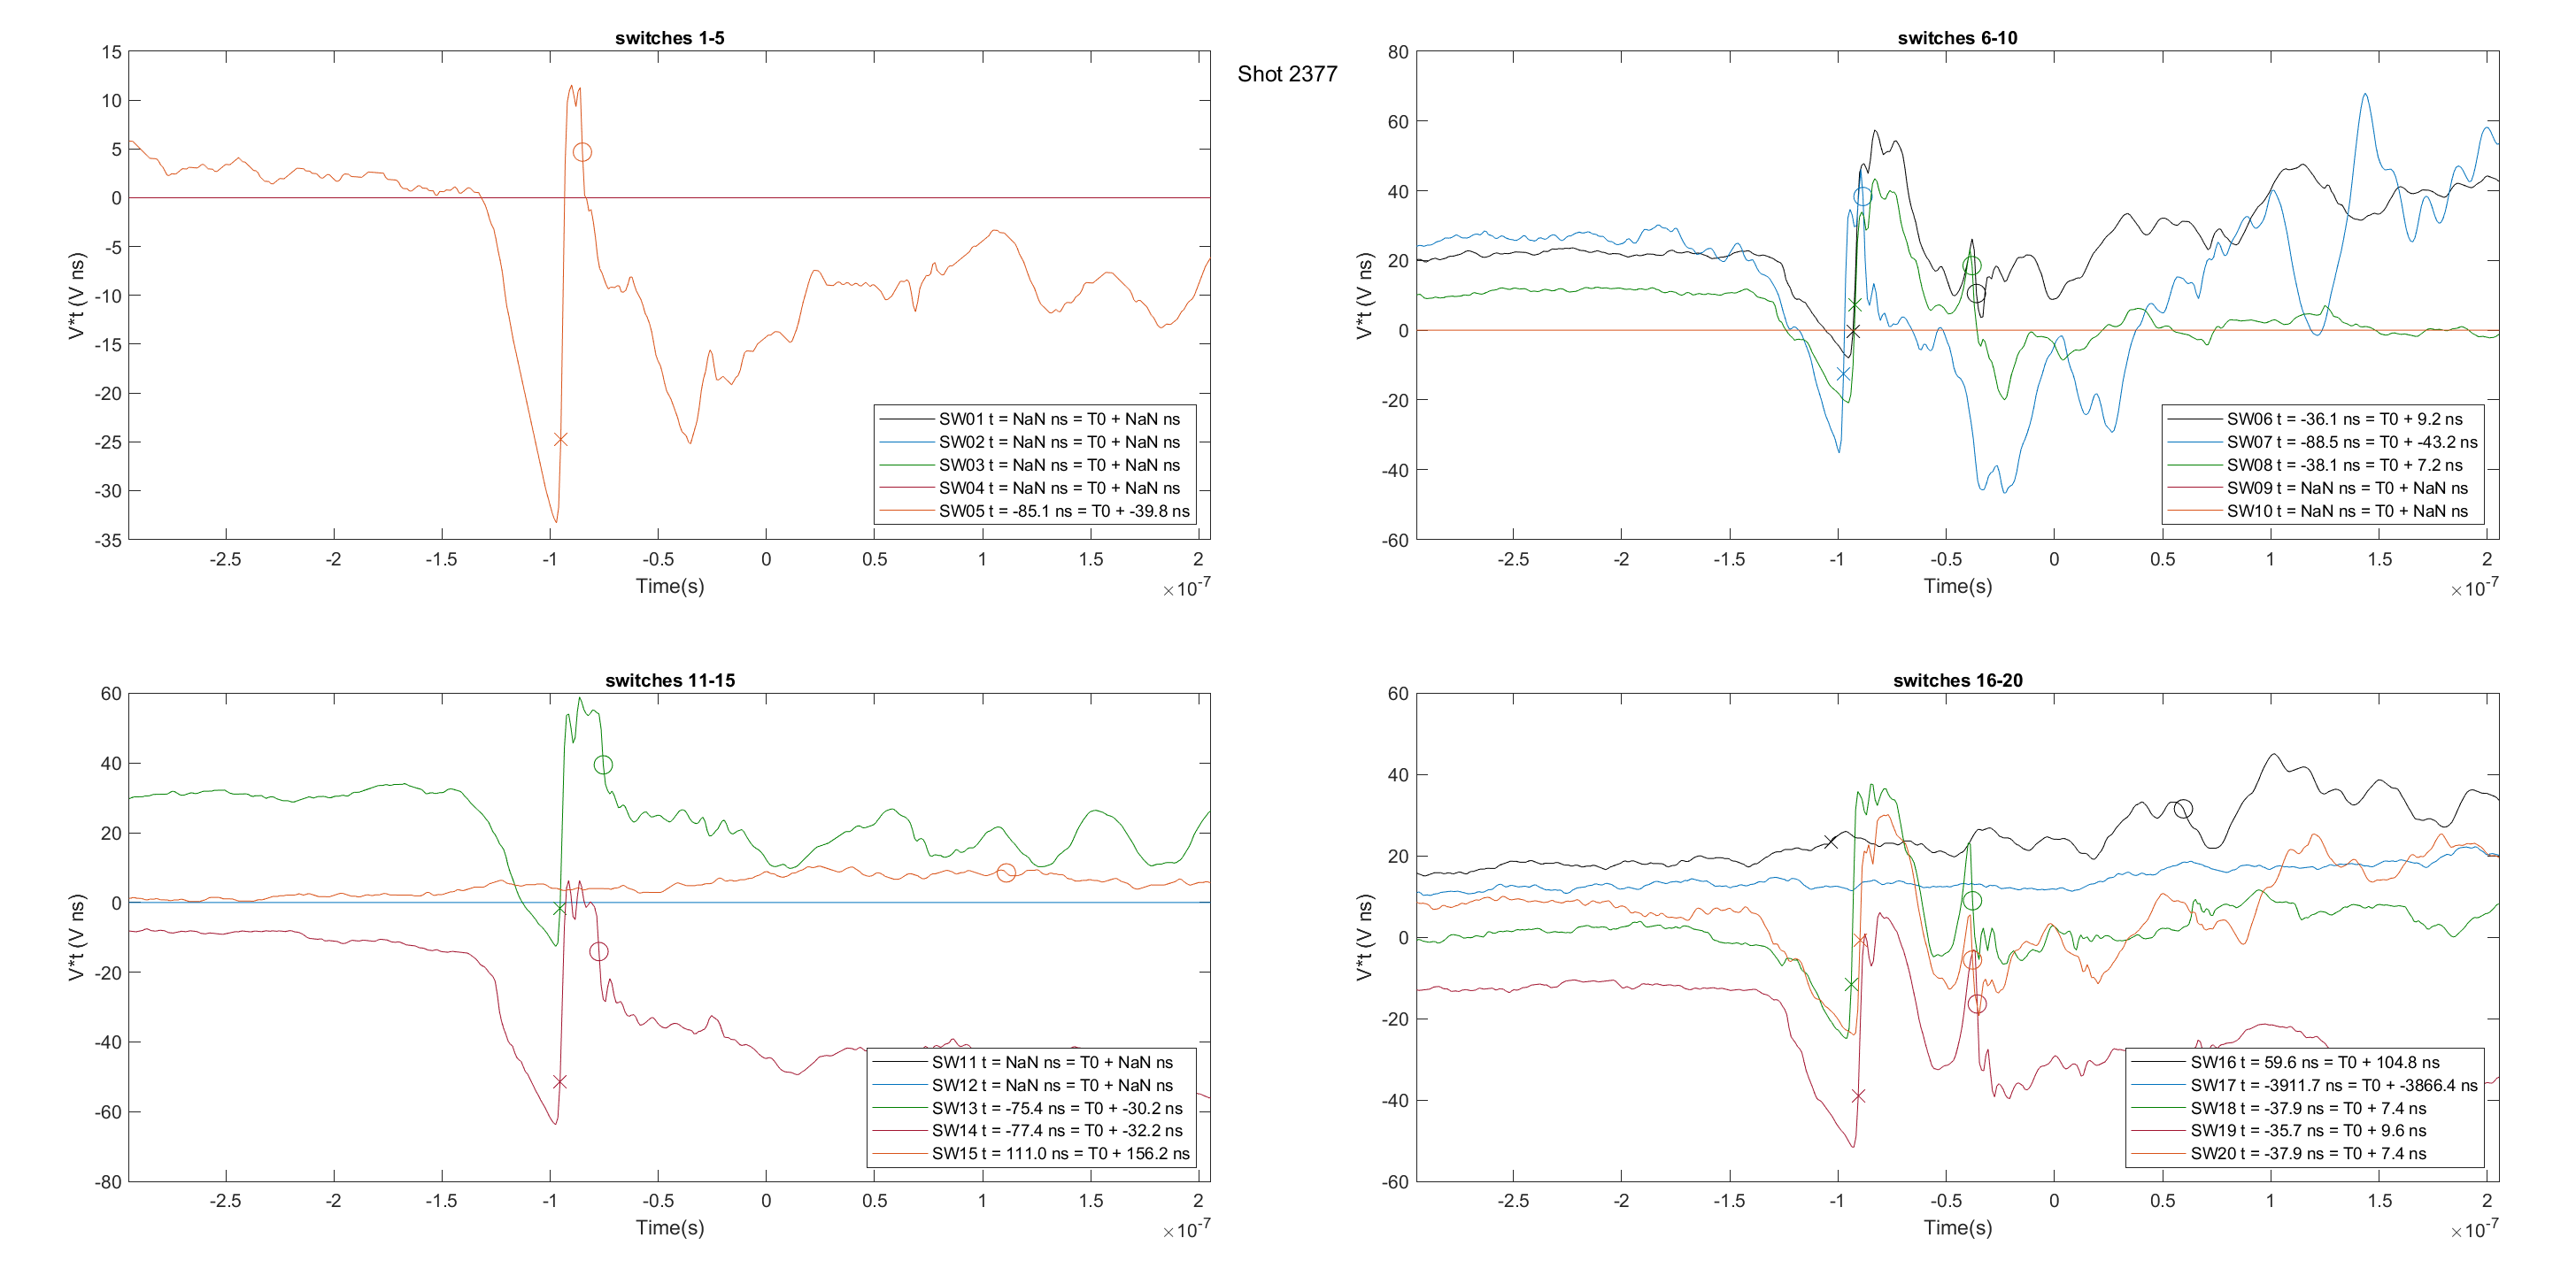 Shot 2377
switches 1-5
15
10
5
0
-5
-10
-15
-20
-25
-30
-35
V*t (V ns)
-2.5 -2 -1.5 -1 -0.5 0 0.5 1 1.5 2
Time(s)
×10-7
SW01 t = NaN ns = T0 + NaN ns
SW02 t = NaN ns = T0 + NaN ns
SW03 t = NaN ns = T0 + NaN ns
SW04 t = NaN ns = T0 + NaN ns
SW05 t = -85.1 ns = T0 + -39.8 ns
switches 6-10
80
60
40
20
0
-20
-40
-60
V*t (V ns)
-2.5 -2 -1.5 -1 -0.5 0 0.5 1 1.5 2
Time(s)
×10-7
SW06 t = -36.1 ns = T0 + 9.2 ns
SW07 t = -88.5 ns = T0 + -43.2 ns
SW08 t = -38.1 ns = T0 + 7.2 ns
SW09 t = NaN ns = T0 + NaN ns
SW10 t = NaN ns = T0 + NaN ns
switches 11-15
60
40
20
0
-20
-40
-60
-80
V*t (V ns)
-2.5 -2 -1.5 -1 -0.5 0 0.5 1 1.5 2
Time(s)
×10-7
SW11 t = NaN ns = T0 + NaN ns
SW12 t = NaN ns = T0 + NaN ns
SW13 t = -75.4 ns = T0 + -30.2 ns
SW14 t = -77.4 ns = T0 + -32.2 ns
SW15 t = 111.0 ns = T0 + 156.2 ns
switches 16-20
60
40
20
0
-20
-40
-60
V*t (V ns)
-2.5 -2 -1.5 -1 -0.5 0 0.5 1 1.5 2
Time(s)
×10-7
SW16 t = 59.6 ns = T0 + 104.8 ns
SW17 t = -3911.7 ns = T0 + -3866.4 ns
SW18 t = -37.9 ns = T0 + 7.4 ns
SW19 t = -35.7 ns = T0 + 9.6 ns
SW20 t = -37.9 ns = T0 + 7.4 ns